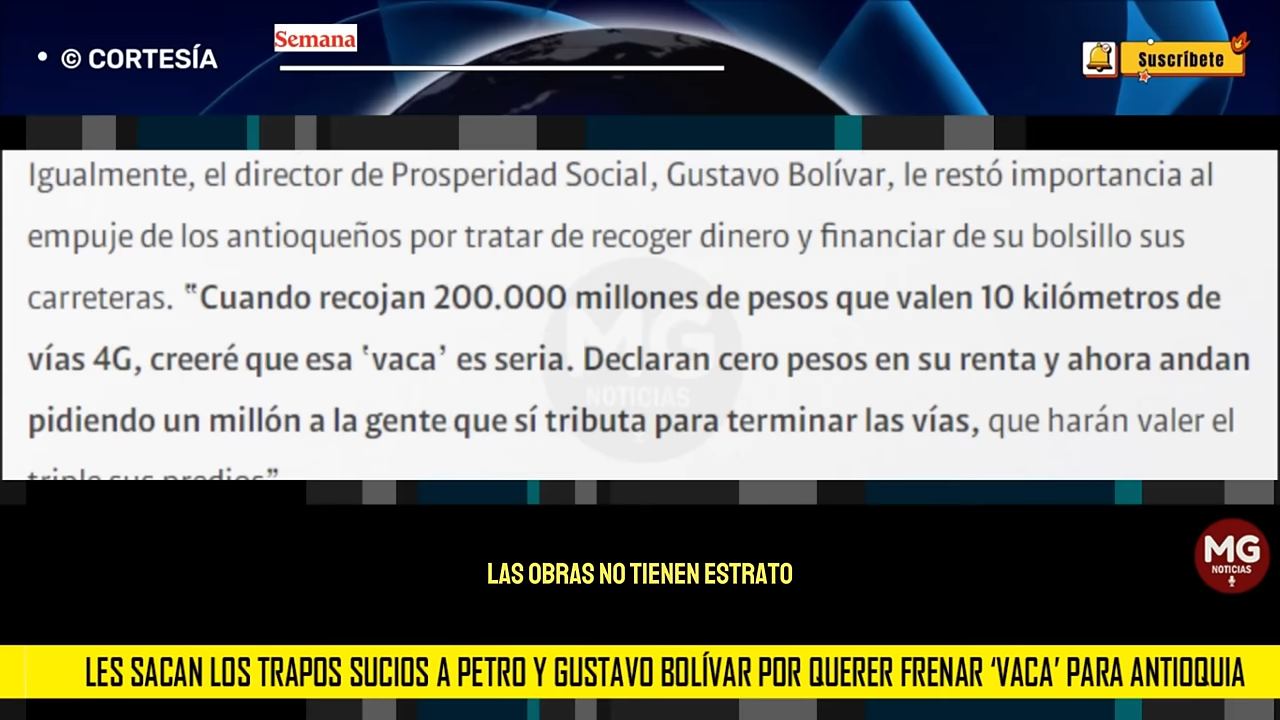 • © CORTESÍA
Semana
Suscríbete
Igualmente, el director de Prosperidad Social, Gustavo Bolívar, le restó importancia al
empuje de los antioqueños por tratar de recoger dinero y financiar de su bolsillo sus
carreteras. “Cuando recojan 200.000 millones de pesos que valen 10 kilómetros de
vías 4G, creeré que esa ‘vaca’ es seria. Declaran cero pesos en su renta y ahora andan
pidiendo un millón a la gente que sí tributa para terminar las vías, que harán valer el
triple sus predios”
MG
NOTICIAS
LAS OBRAS NO TIENEN ESTRATO
MG
NOTICIAS
LES SACAN LOS TRAPOS SUCIOS A PETRO Y GUSTAVO BOLÍVAR POR QUERER FRENAR ‘VACA’ PARA ANTIOQUIA